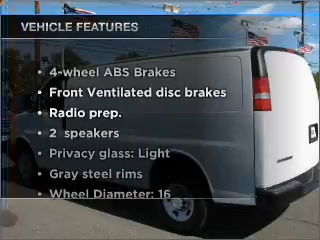 VEHICLE FEATURES
• 4-wheel ABS Brakes
• Front Ventilated disc brakes
• Radio prep.
• 2 speakers
• Privacy glass: Light
• Gray steel rims
• Wheel Diameter: 16